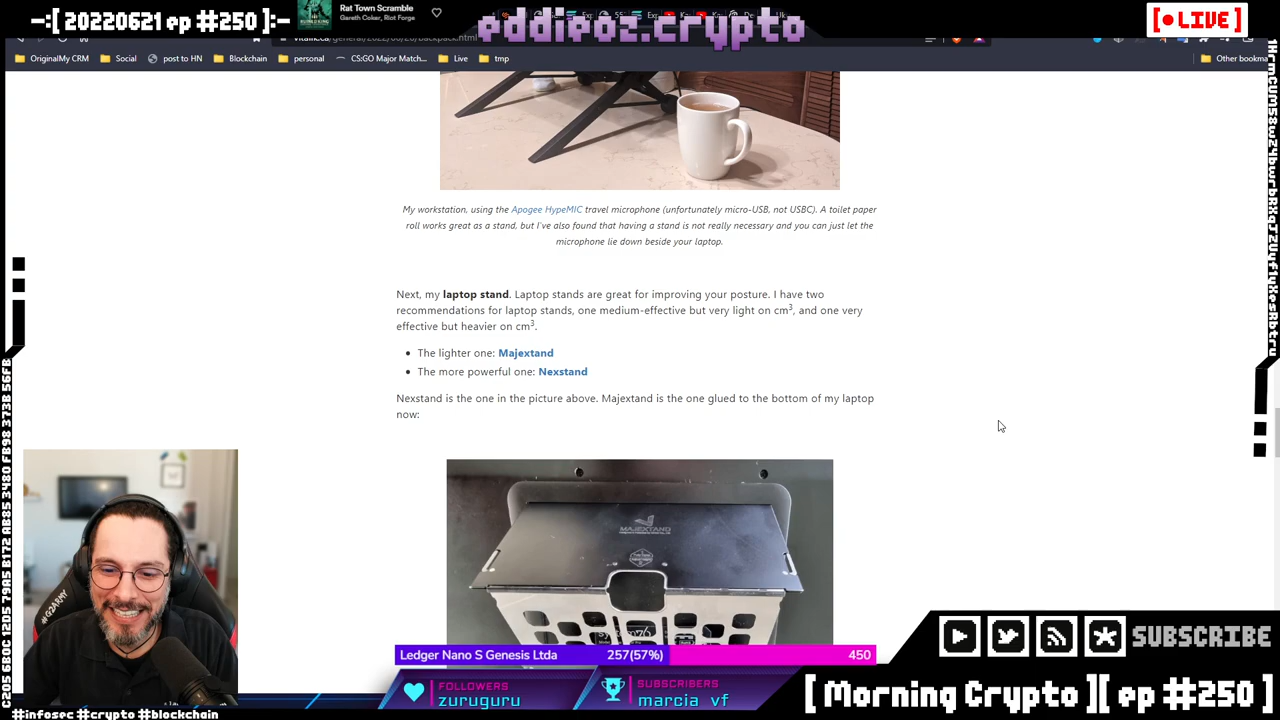 -:[ 20220621 ep #250 ]:-
Rat Town Scramble
Gareth Coker, Riot Forge
eddieoz.crypto
[•LIVE]
OriginalMy CRM
Social
post to HN
Blockchain
personal
CS:GO Major Match...
Live
tmp
Other bookma
My workstation, using the Apogee HypeMIC travel microphone (unfortunately micro-USB, not USBC). A toilet paper
roll works great as a stand, but I've also found that having a stand is not really necessary and you can just let the
microphone lie down beside your laptop.
Next, my laptop stand. Laptop stands are great for improving your posture. I have two
recommendations for laptop stands, one medium-effective but very light on cm³, and one very
effective but heavier on cm³.
• The lighter one: Majextand
• The more powerful one: Nexstand
Nexstand is the one in the picture above. Majextand is the one glued to the bottom of my laptop
now:
MAJEXTAND
system76
#G2ARMY
Ledger Nano S Genesis Ltda
257(57%)
450
FOLLOWERS
zuruguru
SUBSCRIBERS
marcia vf
SUBSCRIBE
[ Morning Crypto ][ ep #250 ]
#infosec #crypto #blockchain